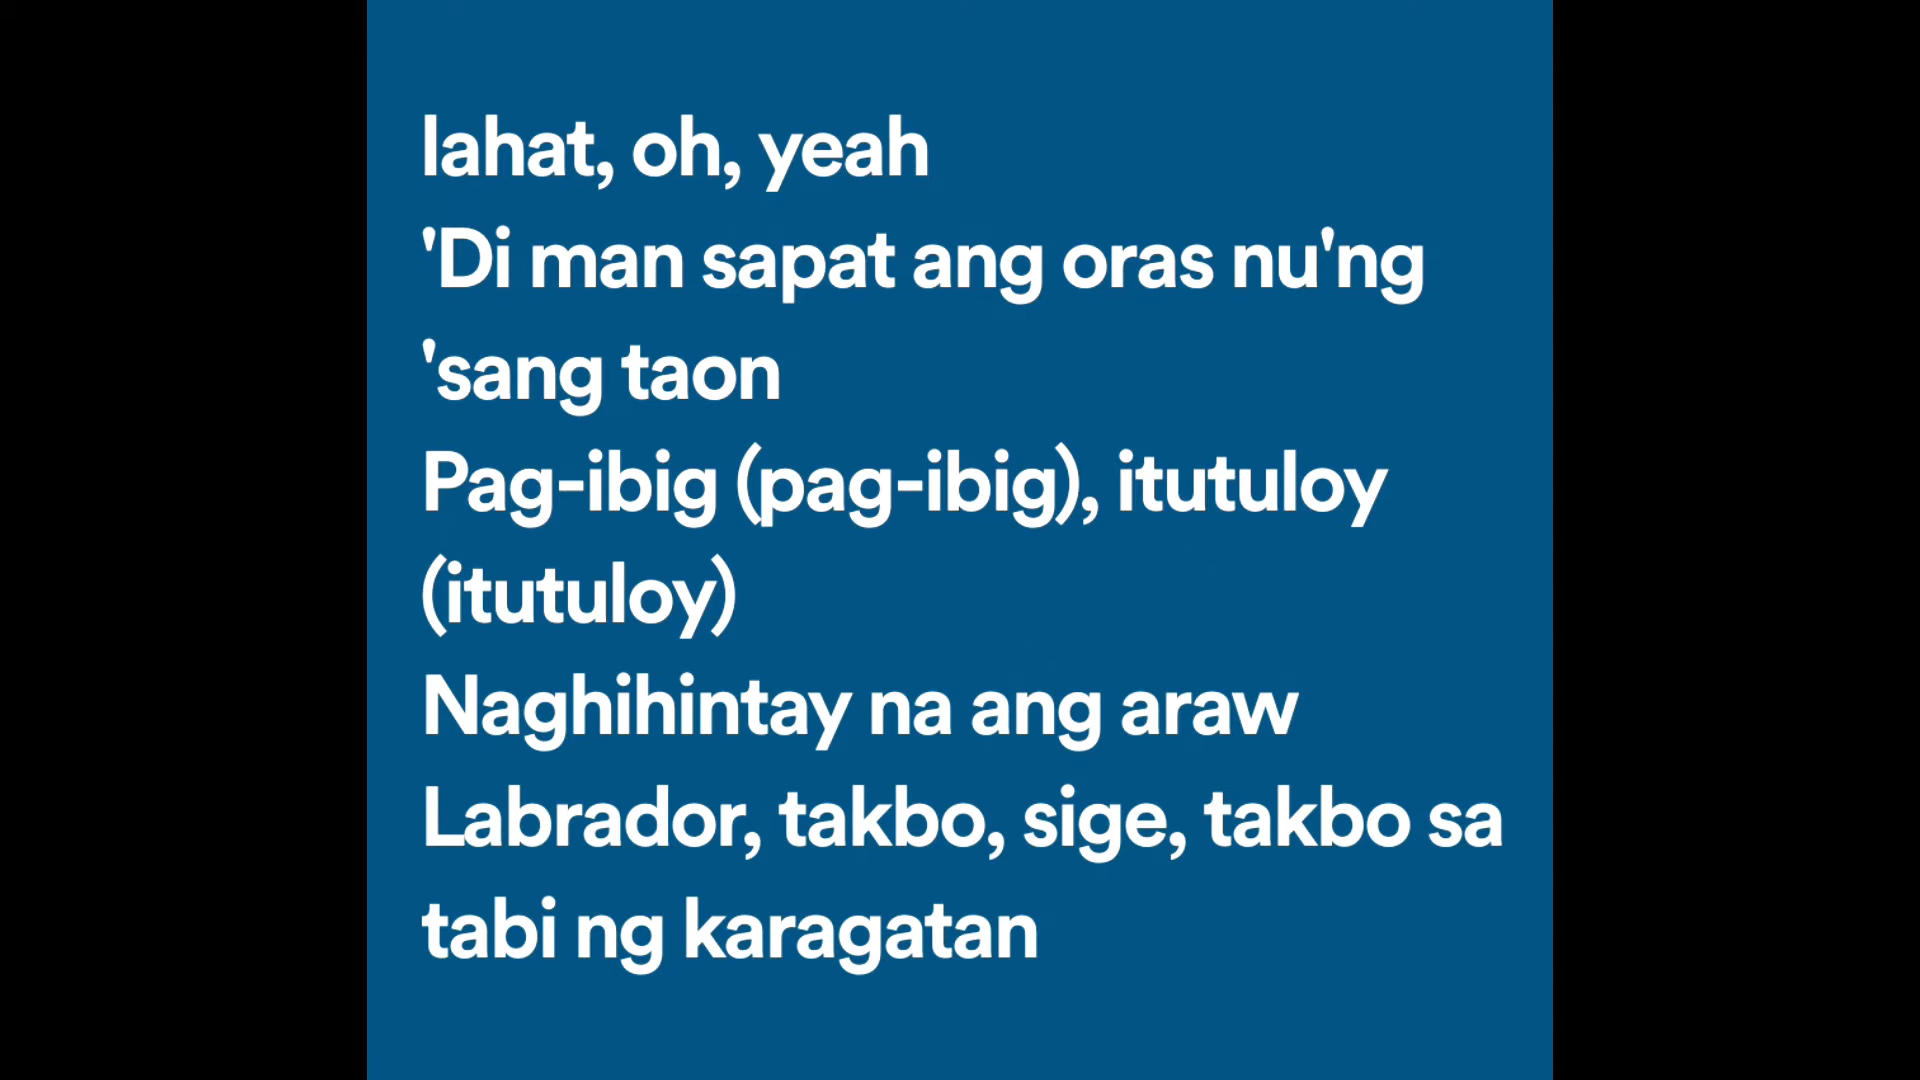 lahat, oh, yeah
'Di man sapat ang oras nu'ng
'sang taon
Pag-ibig (pag-ibig), itutuloy
(itutuloy)
Naghihintay na ang araw
Labrador, takbo, sige, takbo sa
tabi ng karagatan